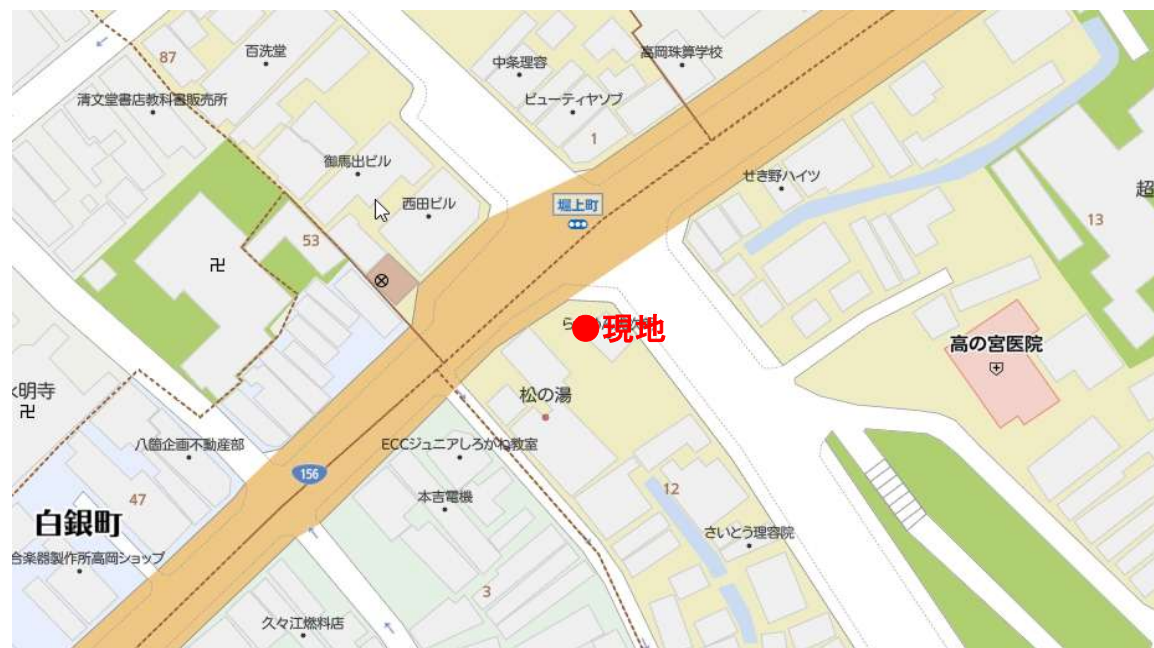 87
百洗堂
清文堂書店教科書販売所
中条理容
高岡珠算学校
ビューティヤソブ
1
御馬出ビル
西田ビル
53
堀上町
せき野ハイツ
13
超
現地
高の宮医院
松の湯
明寺
八箇企画不動産部
ECCジュニアしろがね教室
156
47
白銀町
本吉電機
12
さいとう理容院
合楽器製作所高岡ショップ
3
久々江燃料店